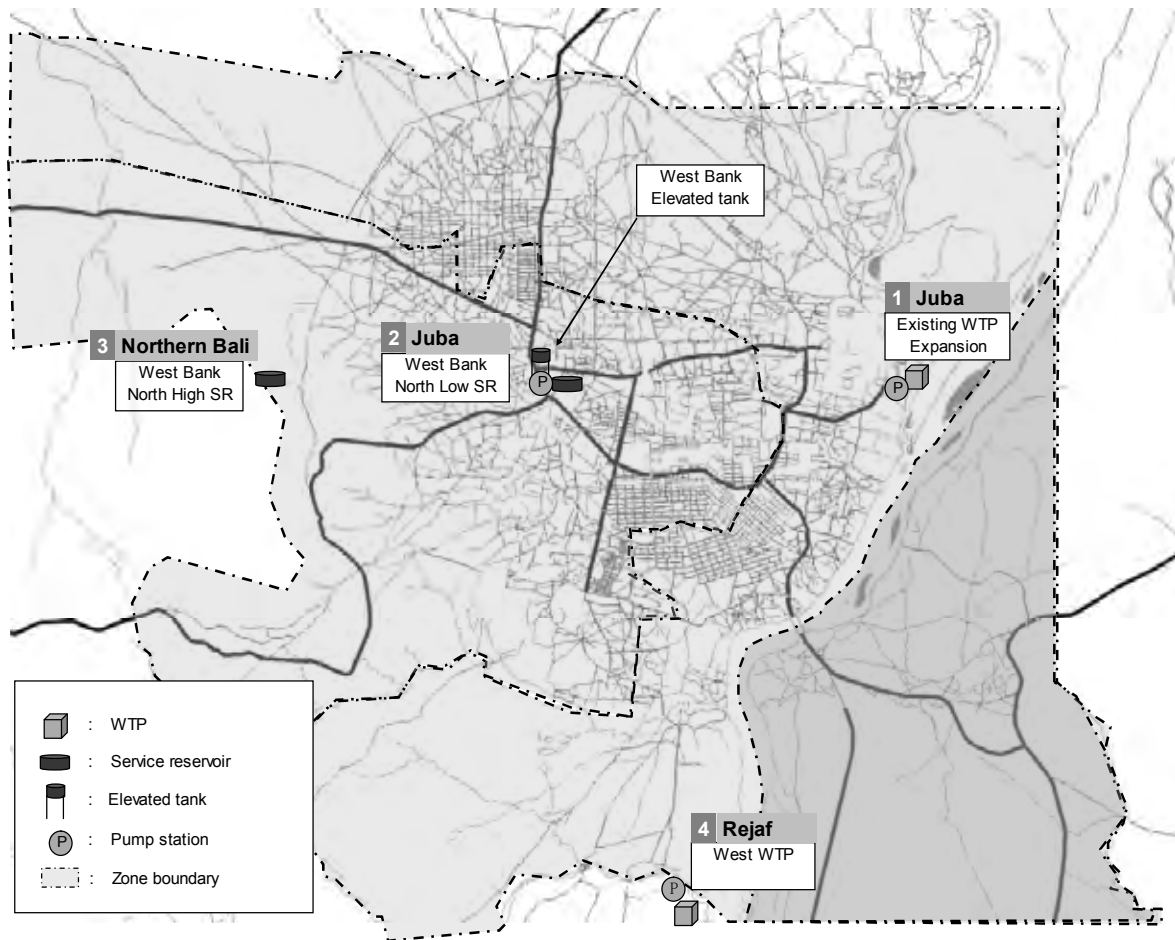 West Bank
Elevated tank
1 Juba
Existing WTP
Expansion
2 Juba
West Bank
North Low SR
3 Northern Bali
West Bank
North High SR
P
P
: WTP
: Service reservoir
: Elevated tank
P : Pump station
: Zone boundary
4 Rejaf
West WTP
P